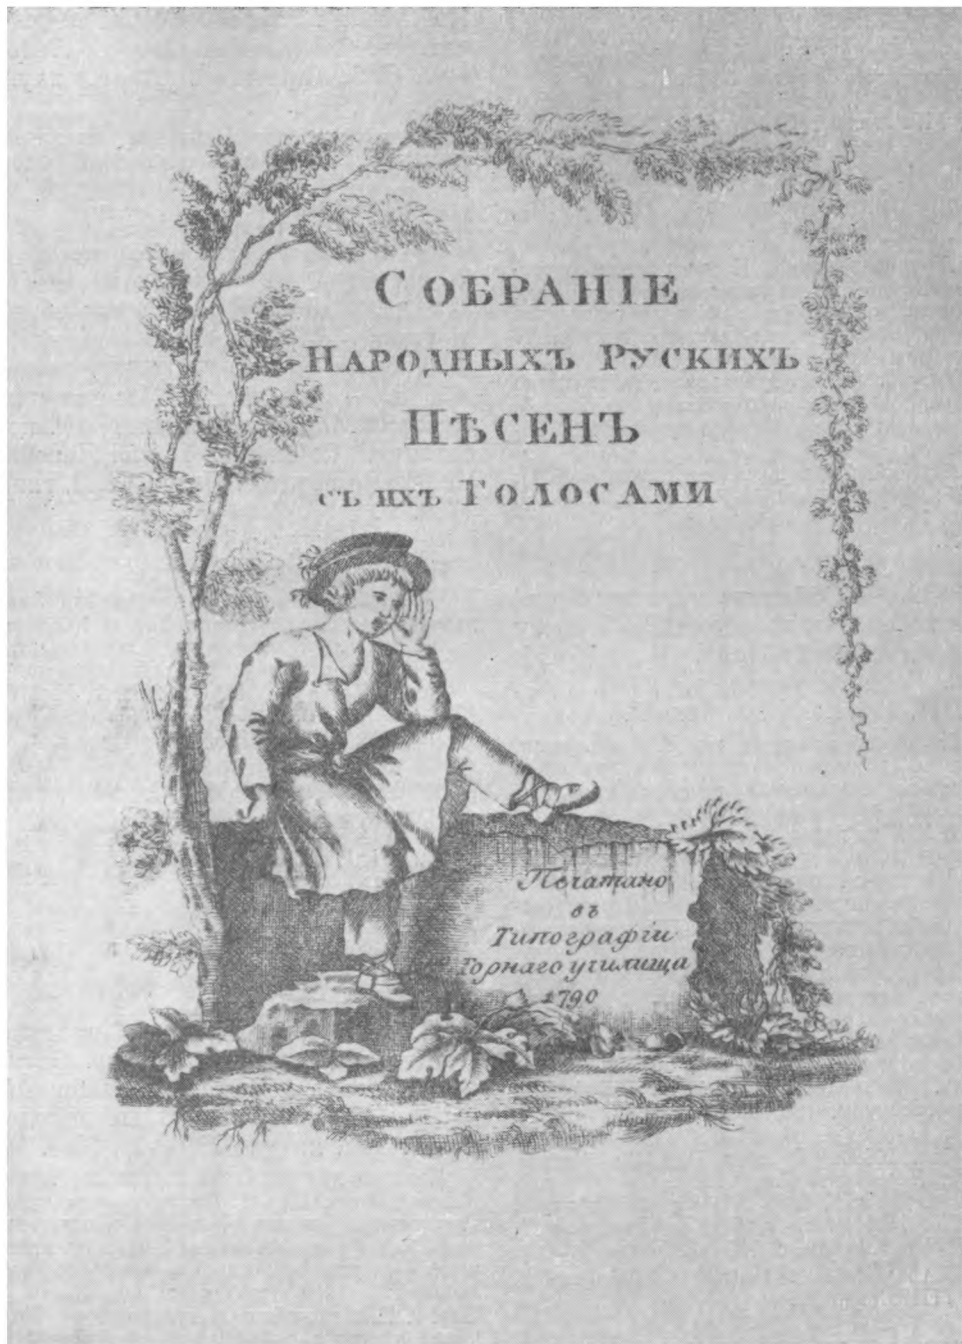 СОБРАНІЕ
НАРОДНЫХЪ РУСКИХЪ
ПѢСЕНЪ
СЪ ИХЪ ГОЛОСАМИ
Печатано
въ
Типографіи
Горнаго училища
1790